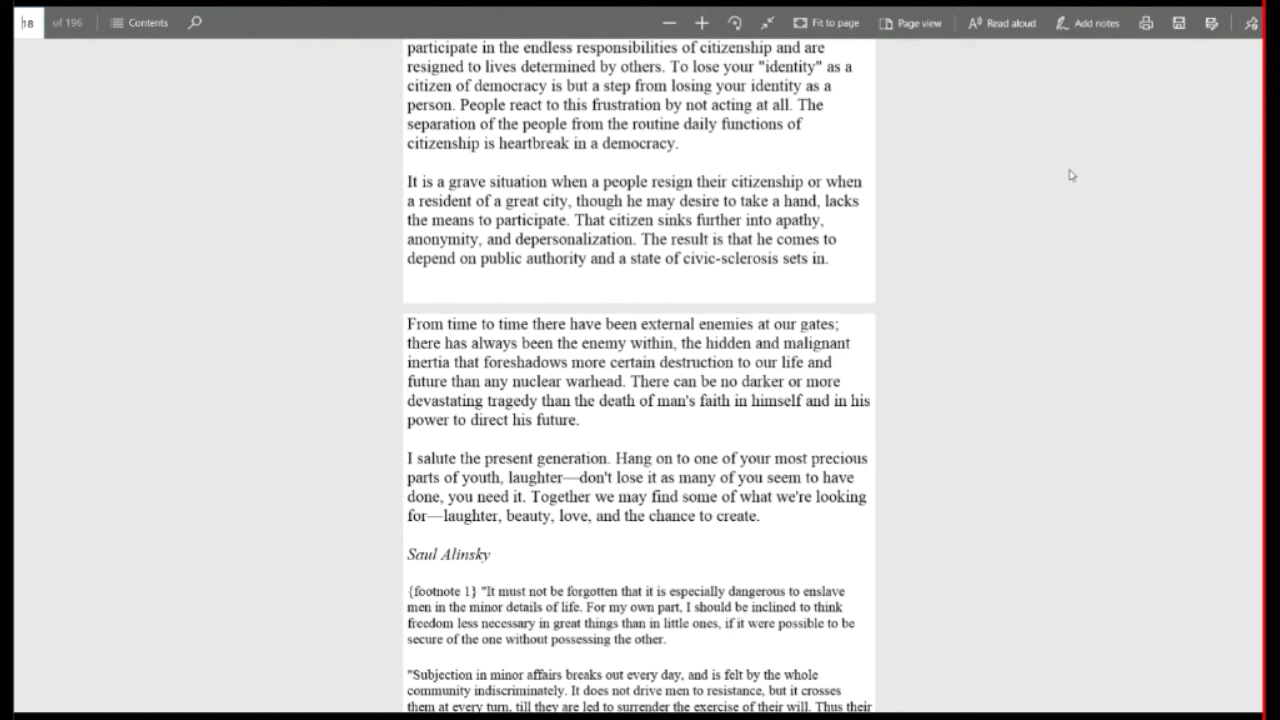 18 of 196 Contents Fit to page Page view Read aloud Add notes
participate in the endless responsibilities of citizenship and are
resigned to lives determined by others. To lose your "identity" as a
citizen of democracy is but a step from losing your identity as a
person. People react to this frustration by not acting at all. The
separation of the people from the routine daily functions of
citizenship is heartbreak in a democracy.
It is a grave situation when a people resign their citizenship or when
a resident of a great city, though he may desire to take a hand, lacks
the means to participate. That citizen sinks further into apathy,
anonymity, and depersonalization. The result is that he comes to
depend on public authority and a state of civic-sclerosis sets in.
From time to time there have been external enemies at our gates;
there has always been the enemy within, the hidden and malignant
inertia that foreshadows more certain destruction to our life and
future than any nuclear warhead. There can be no darker or more
devastating tragedy than the death of man's faith in himself and in his
power to direct his future.
I salute the present generation. Hang on to one of your most precious
parts of youth, laughter—don't lose it as many of you seem to have
done, you need it. Together we may find some of what we're looking
for—laughter, beauty, love, and the chance to create.
Saul Alinsky
{footnote 1} "It must not be forgotten that it is especially dangerous to enslave
men in the minor details of life. For my own part, I should be inclined to think
freedom less necessary in great things than in little ones, if it were possible to be
secure of the one without possessing the other.
"Subjection in minor affairs breaks out every day, and is felt by the whole
community indiscriminately. It does not drive men to resistance, but it crosses
them at every turn, till they are led to surrender the exercise of their will. Thus their